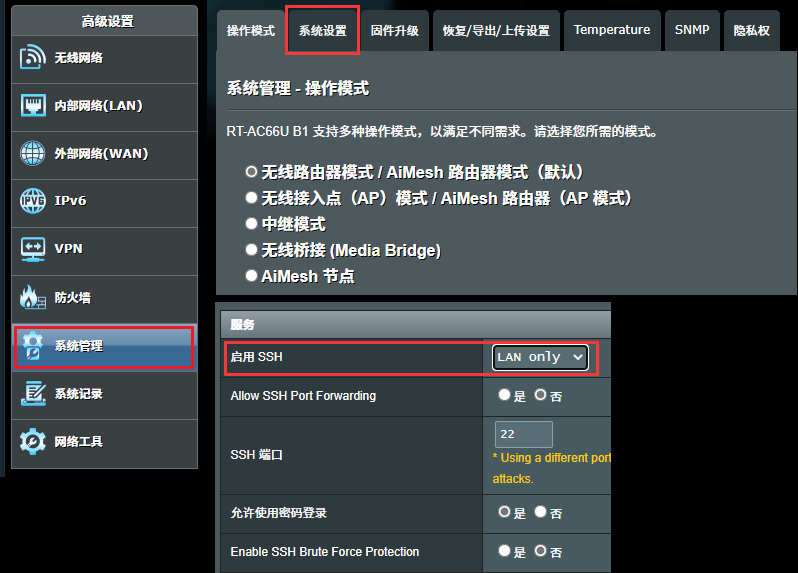 高级设置
无线网络
内部网络(LAN)
外部网络(WAN)
IPv6
VPN
防火墙
系统管理
系统记录
网络工具
操作模式 系统设置 固件升级 恢复/导出/上传设置 Temperature SNMP 隐私权
系统管理 - 操作模式
RT-AC66U B1 支持多种操作模式，以满足不同需求。请选择您所需的模式。
无线路由器模式 / AiMesh 路由器模式（默认）
无线接入点（AP）模式 / AiMesh 路由器（AP 模式）
中继模式
无线桥接 (Media Bridge)
AiMesh 节点
服务
启用 SSH LAN only
Allow SSH Port Forwarding 是 否
SSH 端口 22
* Using a different port
attacks.
允许使用密码登录 是 否
Enable SSH Brute Force Protection 是 否